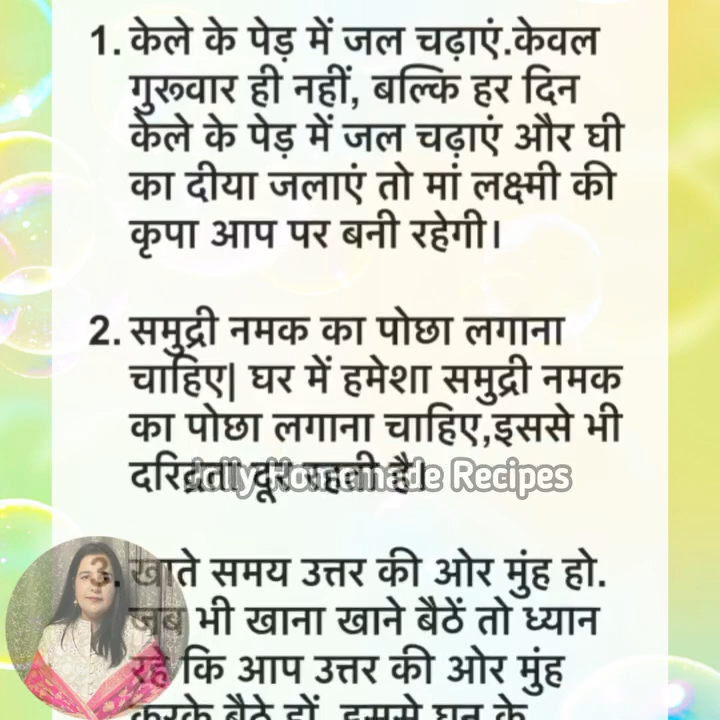 1. केले के पेड़ में जल चढ़ाएं.केवल
गुरूवार ही नहीं, बल्कि हर दिन
केले के पेड़ में जल चढ़ाएं और घी
का दीया जलाएं तो मां लक्ष्मी की
कृपा आप पर बनी रहेगी।
2. समुद्री नमक का पोछा लगाना
चाहिए| घर में हमेशा समुद्री नमक
का पोछा लगाना चाहिए,इससे भी
दरिद्रता दूर रहती है।
Jolly Homemade Recipes
3. खाते समय उत्तर की ओर मुंह हो.
जब भी खाना खाने बैठें तो ध्यान
रहे कि आप उत्तर की ओर मुंह
करके बैठे हों, इससे धन के